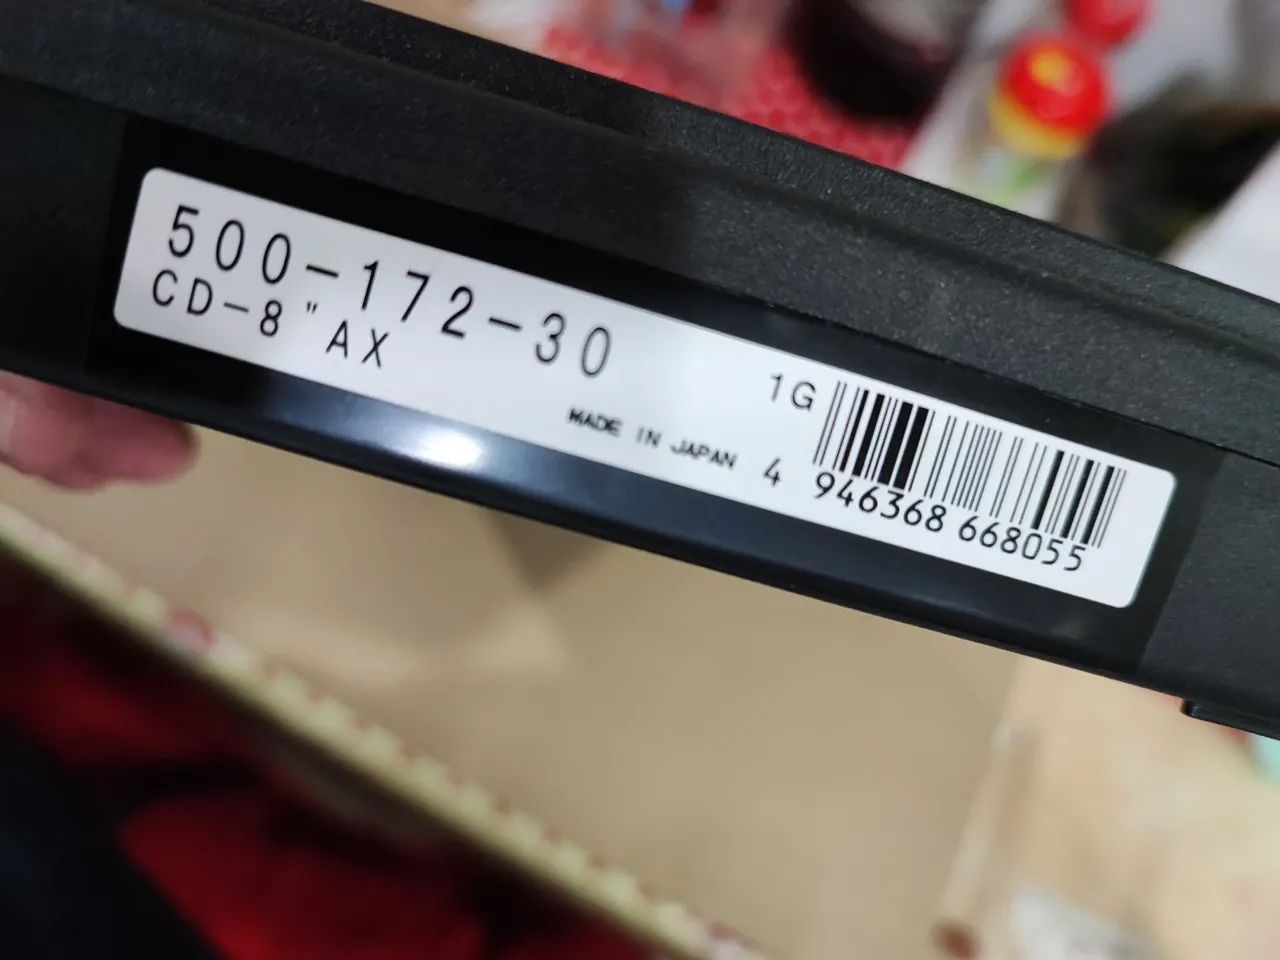 500-172-30
CD-8"AX
1G
MADE IN JAPAN
4 946368 668055